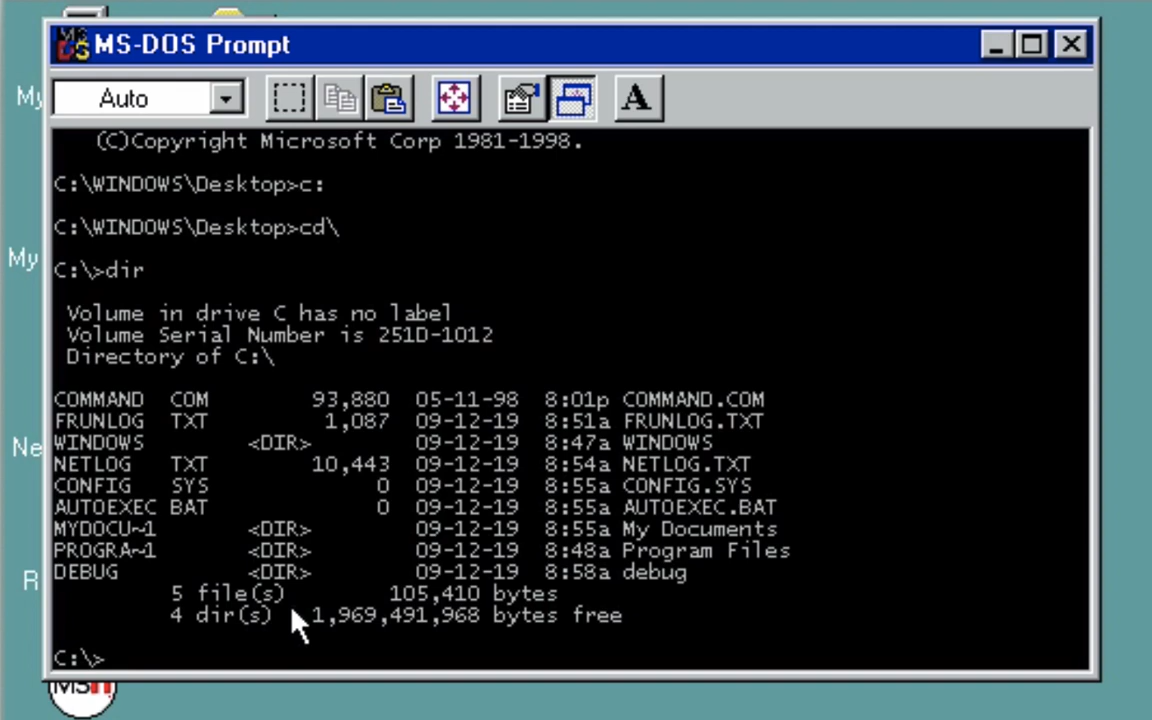 MS-DOS Prompt
My
Auto
(C)Copyright Microsoft Corp 1981-1998.
C:\WINDOWS\Desktop>c:
C:\WINDOWS\Desktop>cd\
My
C:\>dir
Volume in drive C has no label
Volume Serial Number is 251D-1012
Directory of C:\
COMMAND  COM        93,880  05-11-98  8:01p COMMAND.COM
FRUNLOG  TXT         1,087  09-12-19  8:51a FRUNLOG.TXT
WINDOWS        <DIR>        09-12-19  8:47a WINDOWS
Ne
NETLOG   TXT        10,443  09-12-19  8:54a NETLOG.TXT
CONFIG   SYS             0  09-12-19  8:55a CONFIG.SYS
AUTOEXEC BAT             0  09-12-19  8:55a AUTOEXEC.BAT
MYDOCU~1       <DIR>        09-12-19  8:55a My Documents
PROGRA~1       <DIR>        09-12-19  8:48a Program Files
DEBUG          <DIR>        09-12-19  8:58a debug
R
5 file(s)        105,410 bytes
4 dir(s)   1,969,491,968 bytes free
C:\>
msn